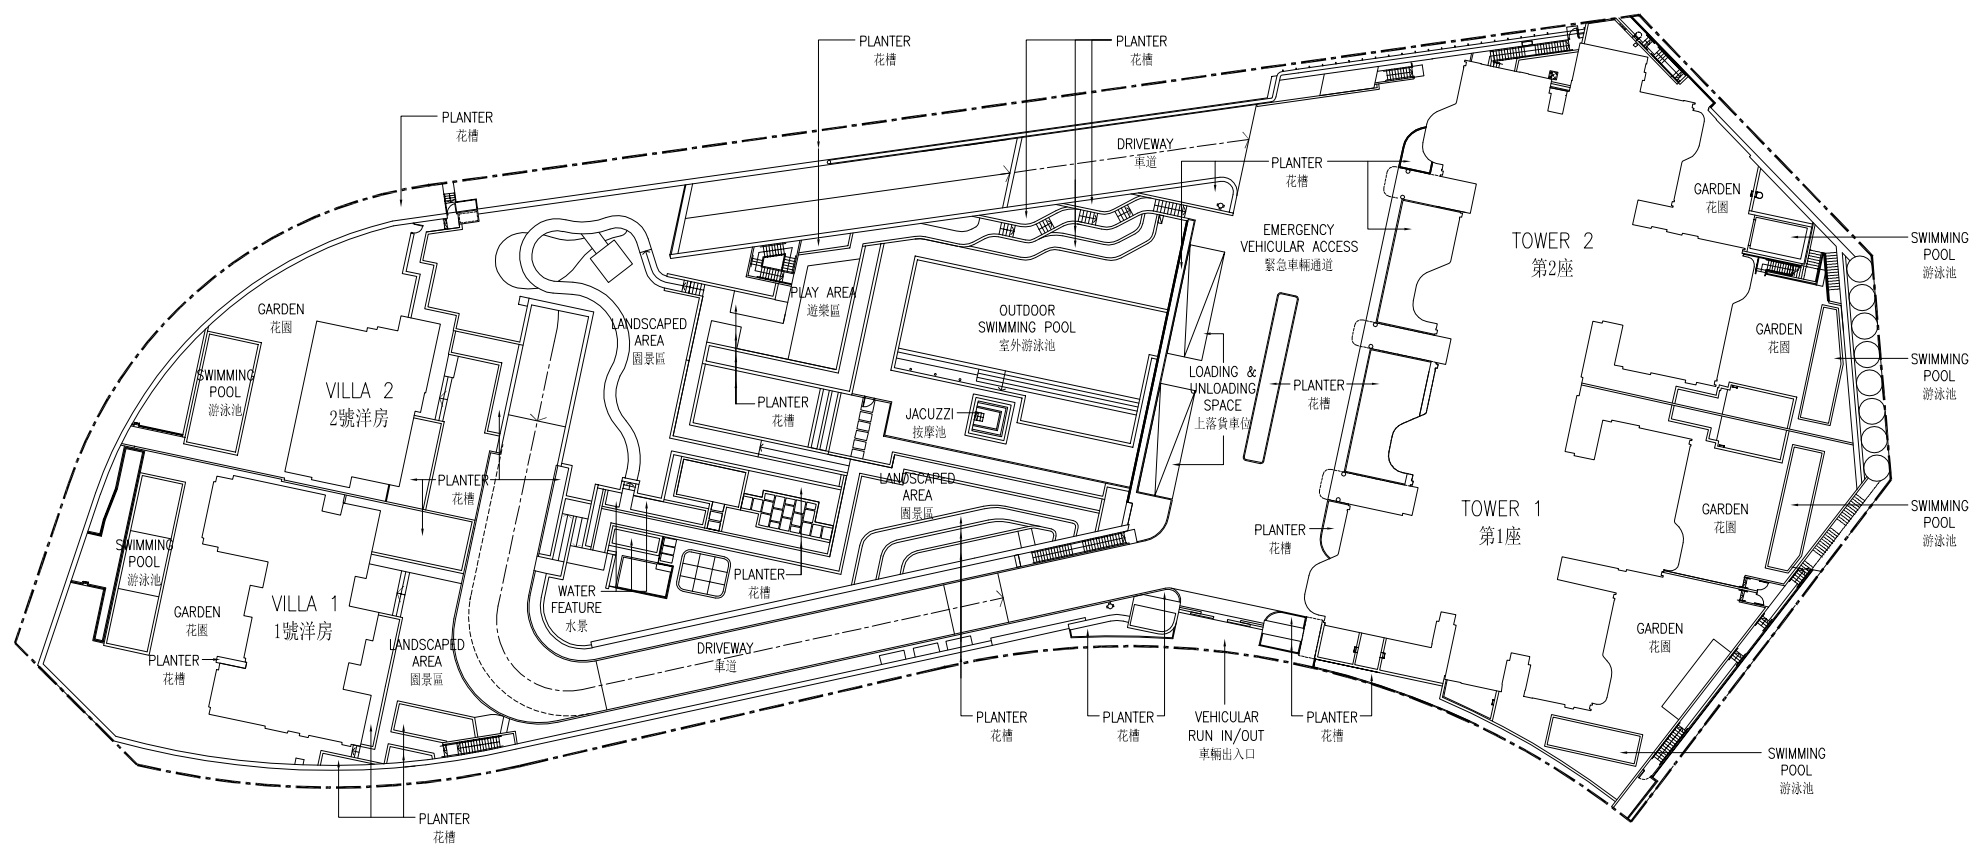 PLANTER
花槽
PLANTER
花槽
PLANTER
花槽
DRIVEWAY
車道
PLANTER
花槽
GARDEN
花園
EMERGENCY
VEHICULAR ACCESS
緊急車輛通道
TOWER 2
第2座
SWIMMING
POOL
游泳池
PLAY AREA
遊樂區
OUTDOOR
SWIMMING POOL
室外游泳池
GARDEN
花園
LANDSCAPED
AREA
園景區
GARDEN
花園
SWIMMING
POOL
游泳池
SWIMMING
POOL
游泳池
VILLA 2
2號洋房
LOADING &
UNLOADING
SPACE
上落貨車位
PLANTER
花槽
PLANTER
花槽
JACUZZI
按摩池
PLANTER
花槽
LANDSCAPED
AREA
園景區
TOWER 1
第1座
GARDEN
花園
SWIMMING
POOL
游泳池
PLANTER
花槽
SWIMMING
POOL
游泳池
PLANTER
花槽
WATER
FEATURE
水景
VILLA 1
1號洋房
GARDEN
花園
GARDEN
花園
LANDSCAPED
AREA
園景區
DRIVEWAY
車道
PLANTER
花槽
PLANTER
花槽
PLANTER
花槽
VEHICULAR
RUN IN/OUT
車輛出入口
PLANTER
花槽
SWIMMING
POOL
游泳池
PLANTER
花槽